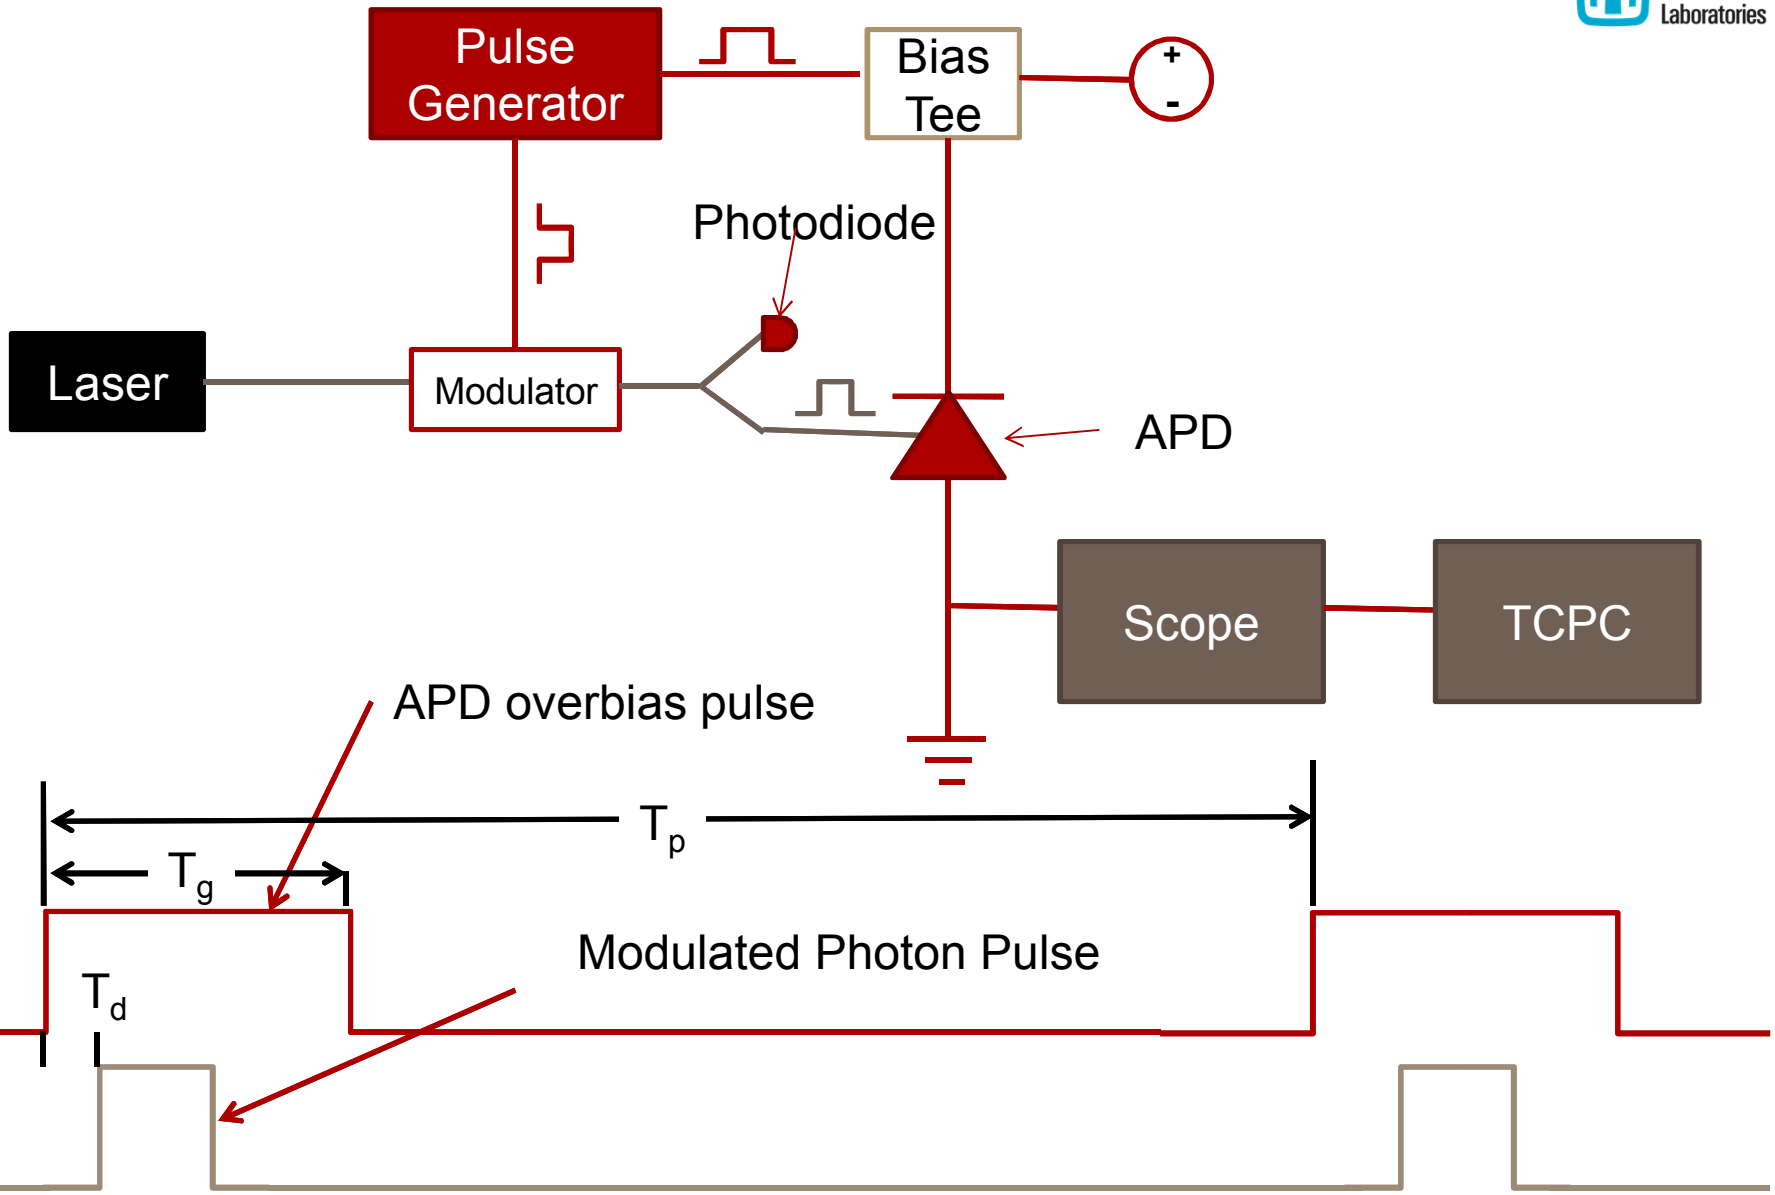 Laboratories
Pulse
Generator
Bias
Tee
+
-
Photodiode
Laser
Modulator
APD
Scope
TCPC
APD overbias pulse
Tp
Tg
Modulated Photon Pulse
Td